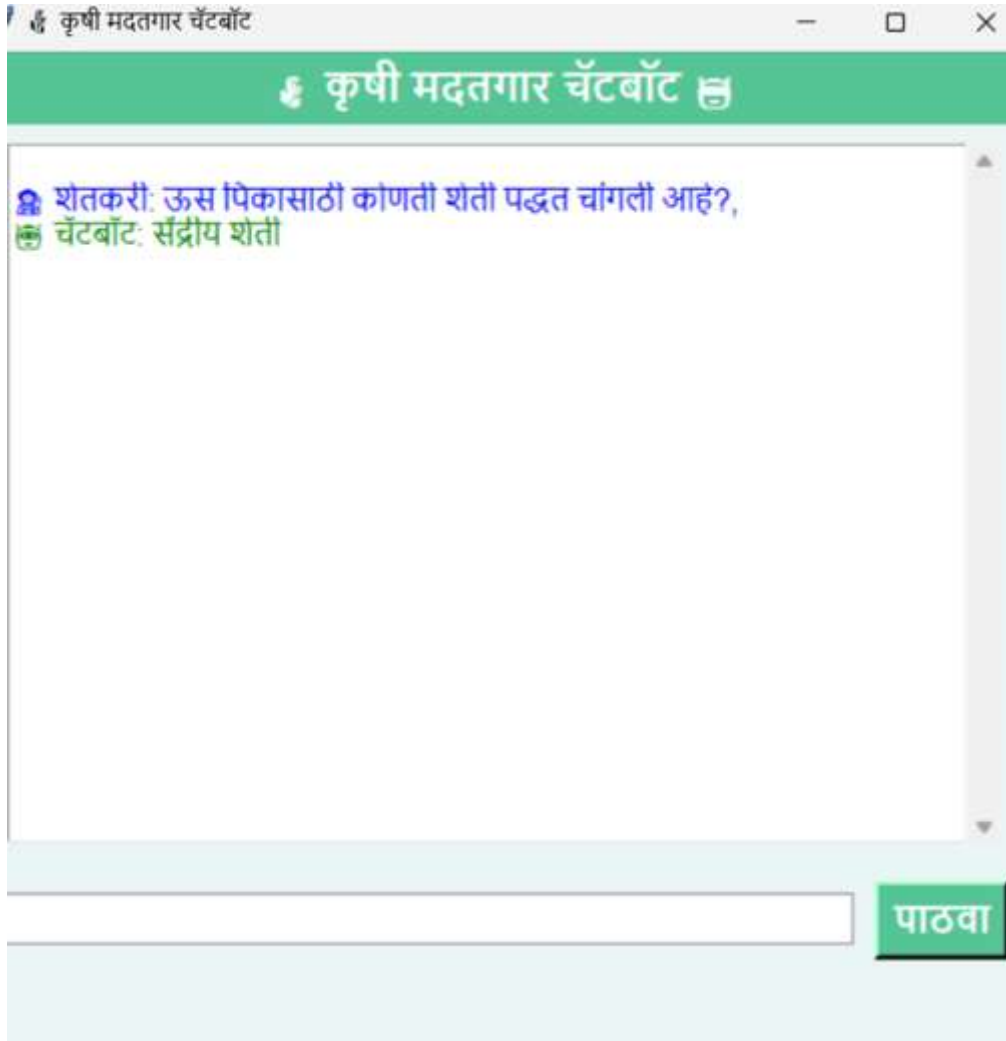 कृषी मदतगार चॅटबॉट
कृषी मदतगार चॅटबॉट
शेतकरी: ऊस पिकासाठी कोणती शेती पद्धत चांगली आहे?,
चॅटबॉट: सेंद्रीय शेती
पाठवा